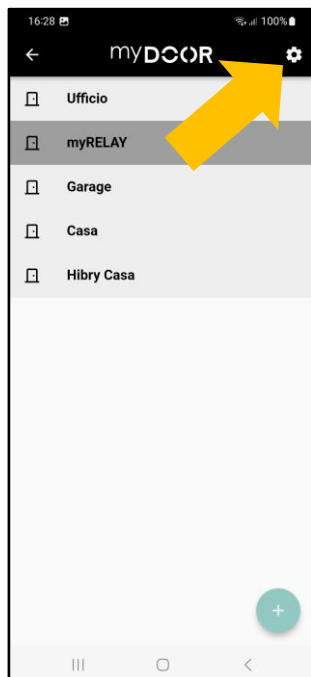 16:28 100%
myDOOR
Ufficio
myRELAY
Garage
Casa
Hibry Casa
+